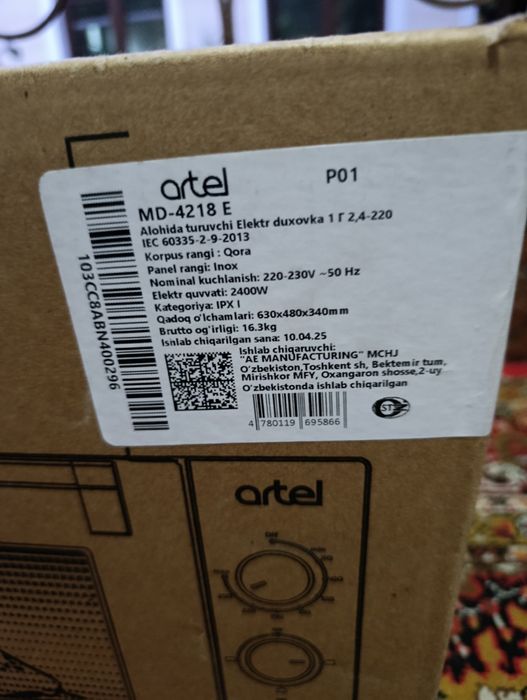 artel
P01
MD-4218 E
Alohida turuvchi Elektr duxovka 1 Г 2,4-220
IEC 60335-2-9-2013
Korpus rangi : Qora
Panel rangi: Inox
Nominal kuchlanish: 220-230V ~50 Hz
Elektr quvvati: 2400W
Kategoriya: IPX I
Qadoq o'lchamlari: 630x480x340mm
Brutto og'irligi: 16.3kg
Ishlab chiqarilgan sana: 10.04.25
Ishlab chiqaruvchi:
"AE MANUFACTURING" MCHJ
O'zbekiston,Toshkent sh, Bektemir tum,
Mirishkor MFY, Oxangaron shosse,2-uy
O'zbekistonda ishlab chiqarilgan
103CC8ABN400296
4 780119 695866
artel